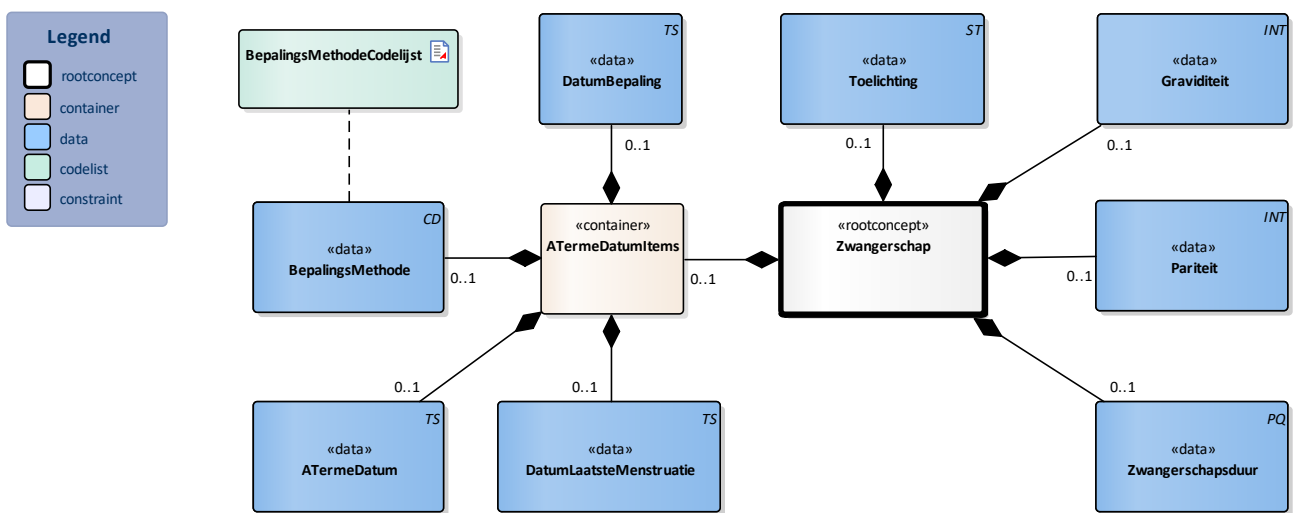 Legend
rootconcept
container
data
codelist
constraint
BepalingsMethodeCodelijst
TS
«data»
DatumBepaling
0..1
ST
«data»
Toelichting
0..1
INT
«data»
Graviditeit
0..1
CD
«data»
BepalingsMethode
0..1
«container»
ATermeDatumItems
0..1
«rootconcept»
Zwangerschap
INT
«data»
Pariteit
0..1
0..1
TS
«data»
ATermeDatum
0..1
TS
«data»
DatumLaatsteMenstruatie
0..1
PQ
«data»
Zwangerschapsduur